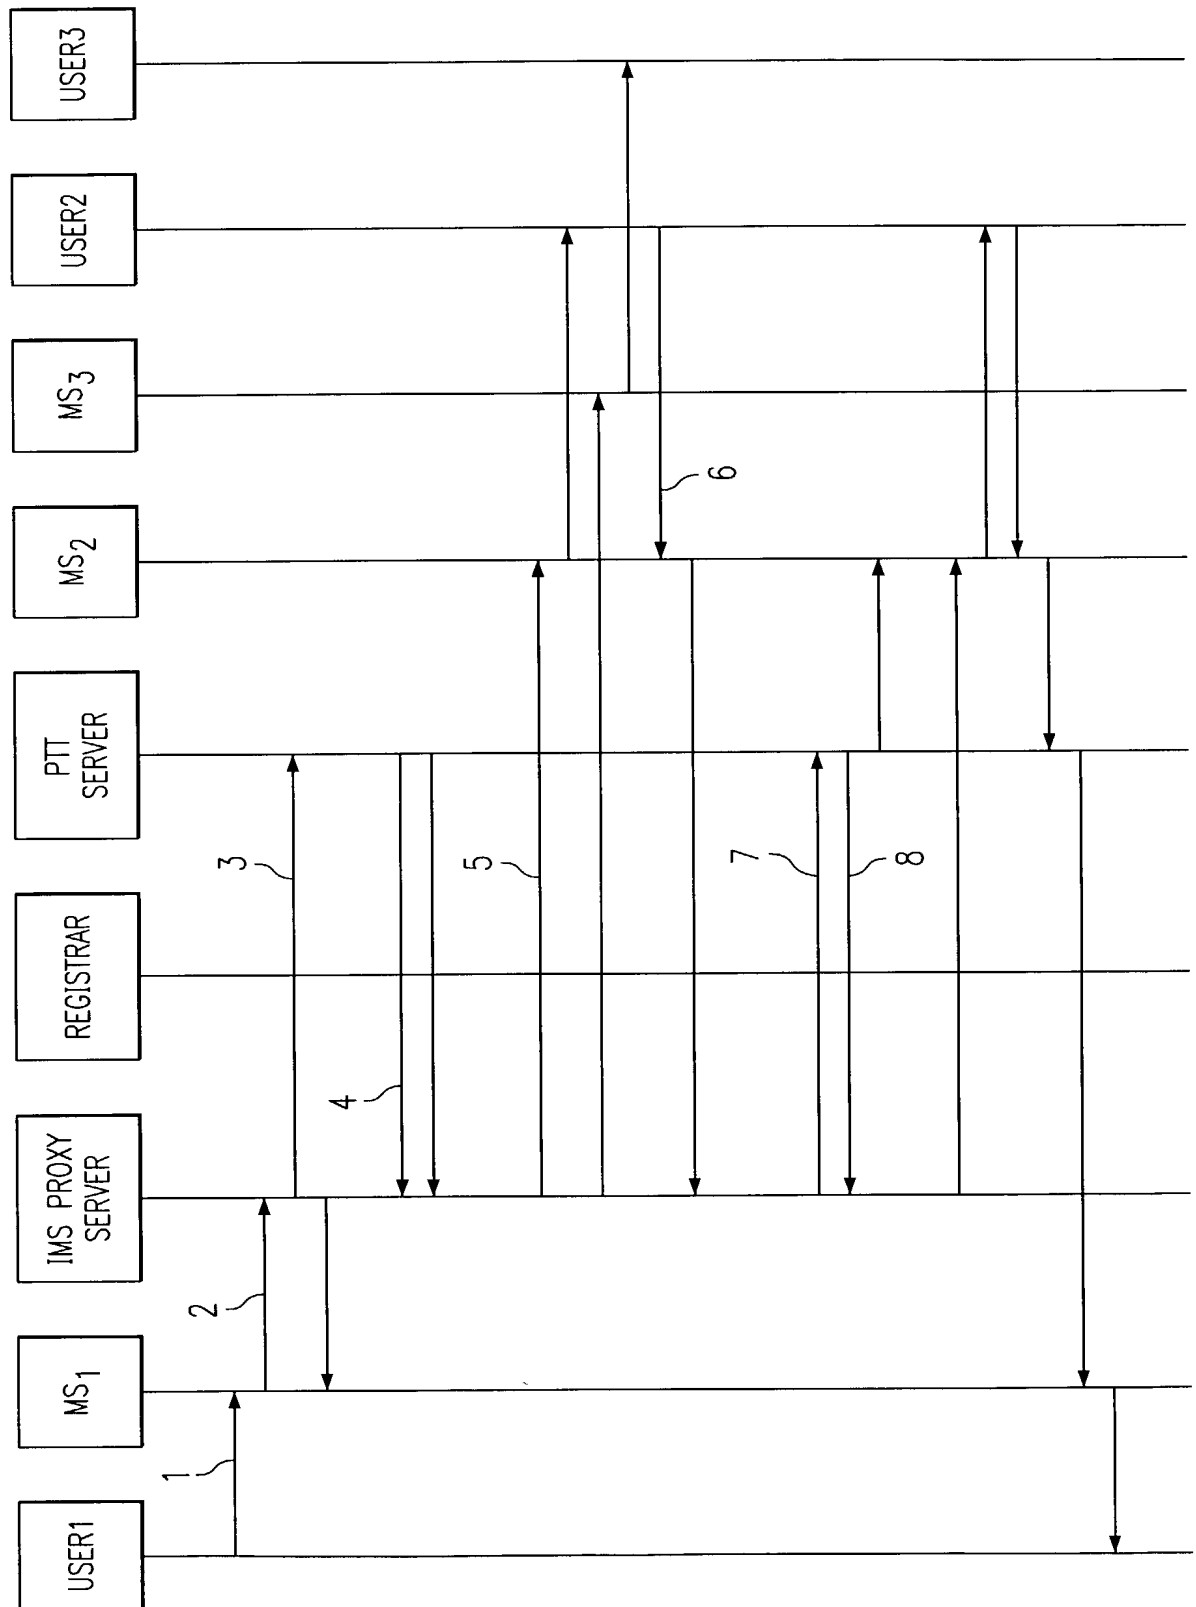 USER1
MS1
IMS PROXY
SERVER
REGISTRAR
PTT
SERVER
MS2
MS3
USER2
USER3
1
2
3
4
5
6
7
8